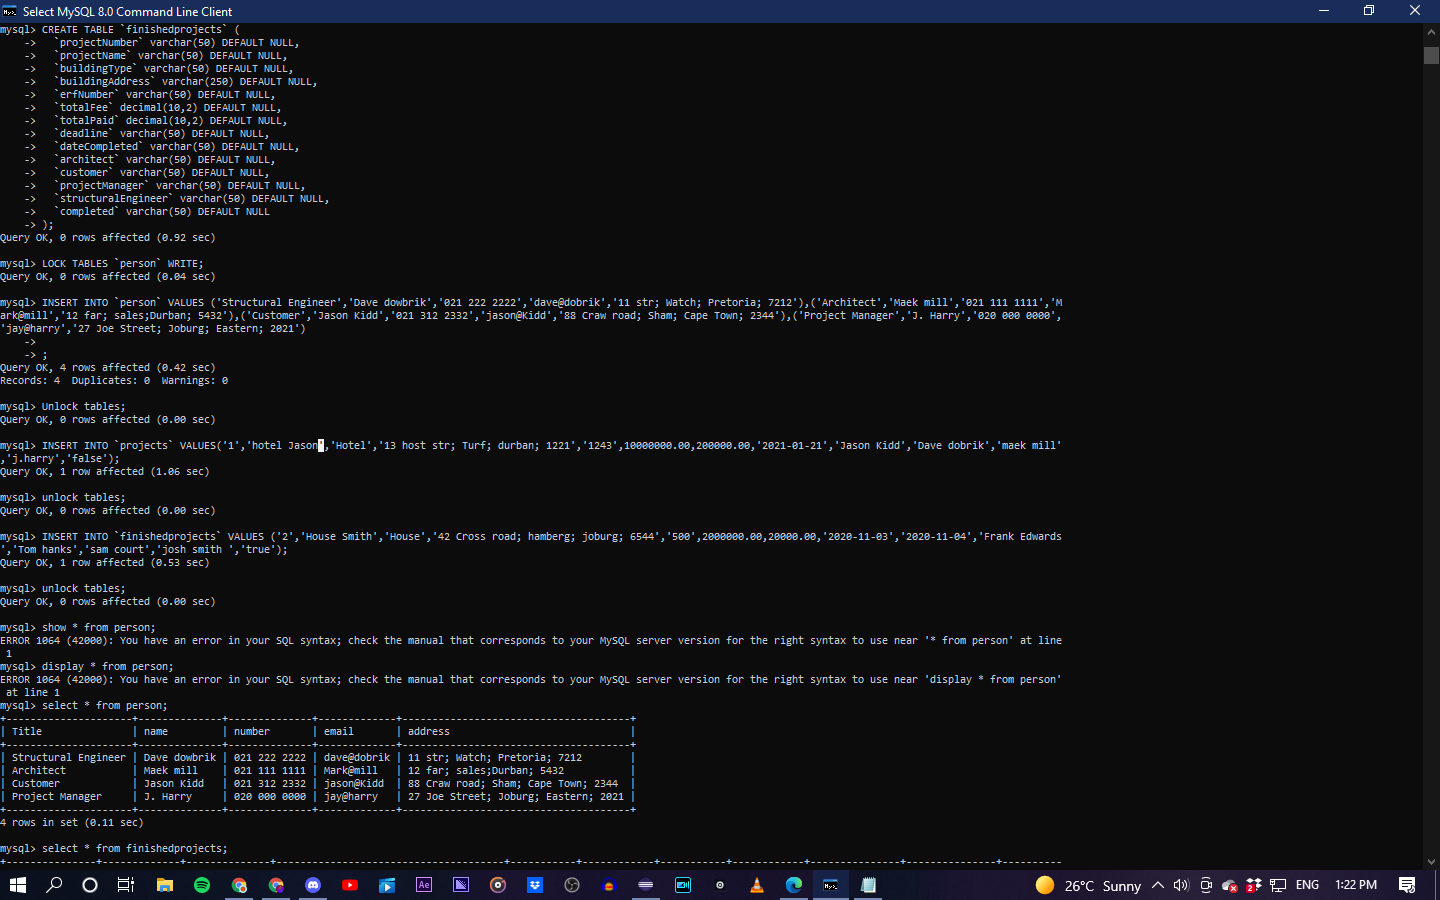 Select MySQL 8.0 Command Line Client
mysql> CREATE TABLE `finishedprojects` (
    ->   `projectNumber` varchar(50) DEFAULT NULL,
    ->   `projectName` varchar(50) DEFAULT NULL,
    ->   `buildingType` varchar(50) DEFAULT NULL,
    ->   `buildingAddress` varchar(250) DEFAULT NULL,
    ->   `erfNumber` varchar(50) DEFAULT NULL,
    ->   `totalFee` decimal(10,2) DEFAULT NULL,
    ->   `totalPaid` decimal(10,2) DEFAULT NULL,
    ->   `deadline` varchar(50) DEFAULT NULL,
    ->   `dateCompleted` varchar(50) DEFAULT NULL,
    ->   `architect` varchar(50) DEFAULT NULL,
    ->   `customer` varchar(50) DEFAULT NULL,
    ->   `projectManager` varchar(50) DEFAULT NULL,
    ->   `structuralEngineer` varchar(50) DEFAULT NULL,
    ->   `completed` varchar(50) DEFAULT NULL
    -> );
Query OK, 0 rows affected (0.92 sec)
mysql> LOCK TABLES `person` WRITE;
Query OK, 0 rows affected (0.04 sec)
mysql> INSERT INTO `person` VALUES ('Structural Engineer','Dave dowbrik','021 222 2222','dave@dobrik','11 str; Watch; Pretoria; 7212'),('Architect','Maek mill','021 111 1111','M
ark@mill','12 far; sales;Durban; 5432'),('Customer','Jason Kidd','021 312 2332','jason@Kidd','88 Craw road; Sham; Cape Town; 2344'),('Project Manager','J. Harry','020 000 0000',
'jay@harry','27 Joe Street; Joburg; Eastern; 2021')
    ->
    -> ;
Query OK, 4 rows affected (0.42 sec)
Records: 4  Duplicates: 0  Warnings: 0
mysql> Unlock tables;
Query OK, 0 rows affected (0.00 sec)
mysql> INSERT INTO `projects` VALUES('1','hotel Jason','Hotel','13 host str; Turf; durban; 1221','1243',10000000.00,200000.00,'2021-01-21','Jason Kidd','Dave dobrik','maek mill'
,'j.harry','false');
Query OK, 1 row affected (1.06 sec)
mysql> unlock tables;
Query OK, 0 rows affected (0.00 sec)
mysql> INSERT INTO `finishedprojects` VALUES ('2','House Smith','House','42 Cross road; hamberg; joburg; 6544','500',2000000.00,20000.00,'2020-11-03','2020-11-04','Frank Edwards
','Tom hanks','sam court','josh smith ','true');
Query OK, 1 row affected (0.53 sec)
mysql> unlock tables;
Query OK, 0 rows affected (0.00 sec)
mysql> show * from person;
ERROR 1064 (42000): You have an error in your SQL syntax; check the manual that corresponds to your MySQL server version for the right syntax to use near '* from person' at line
 1
mysql> display * from person;
ERROR 1064 (42000): You have an error in your SQL syntax; check the manual that corresponds to your MySQL server version for the right syntax to use near 'display * from person'
 at line 1
mysql> select * from person;
| Title               | name         | number       | email       | address                              |
| Structural Engineer | Dave dowbrik | 021 222 2222 | dave@dobrik | 11 str; Watch; Pretoria; 7212        |
| Architect           | Maek mill    | 021 111 1111 | Mark@mill   | 12 far; sales;Durban; 5432           |
| Customer            | Jason Kidd   | 021 312 2332 | jason@Kidd  | 88 Craw road; Sham; Cape Town; 2344  |
| Project Manager     | J. Harry     | 020 000 0000 | jay@harry   | 27 Joe Street; Joburg; Eastern; 2021 |
4 rows in set (0.11 sec)
mysql> select * from finishedprojects;
Ae
26°C Sunny
2
ENG
1:22 PM